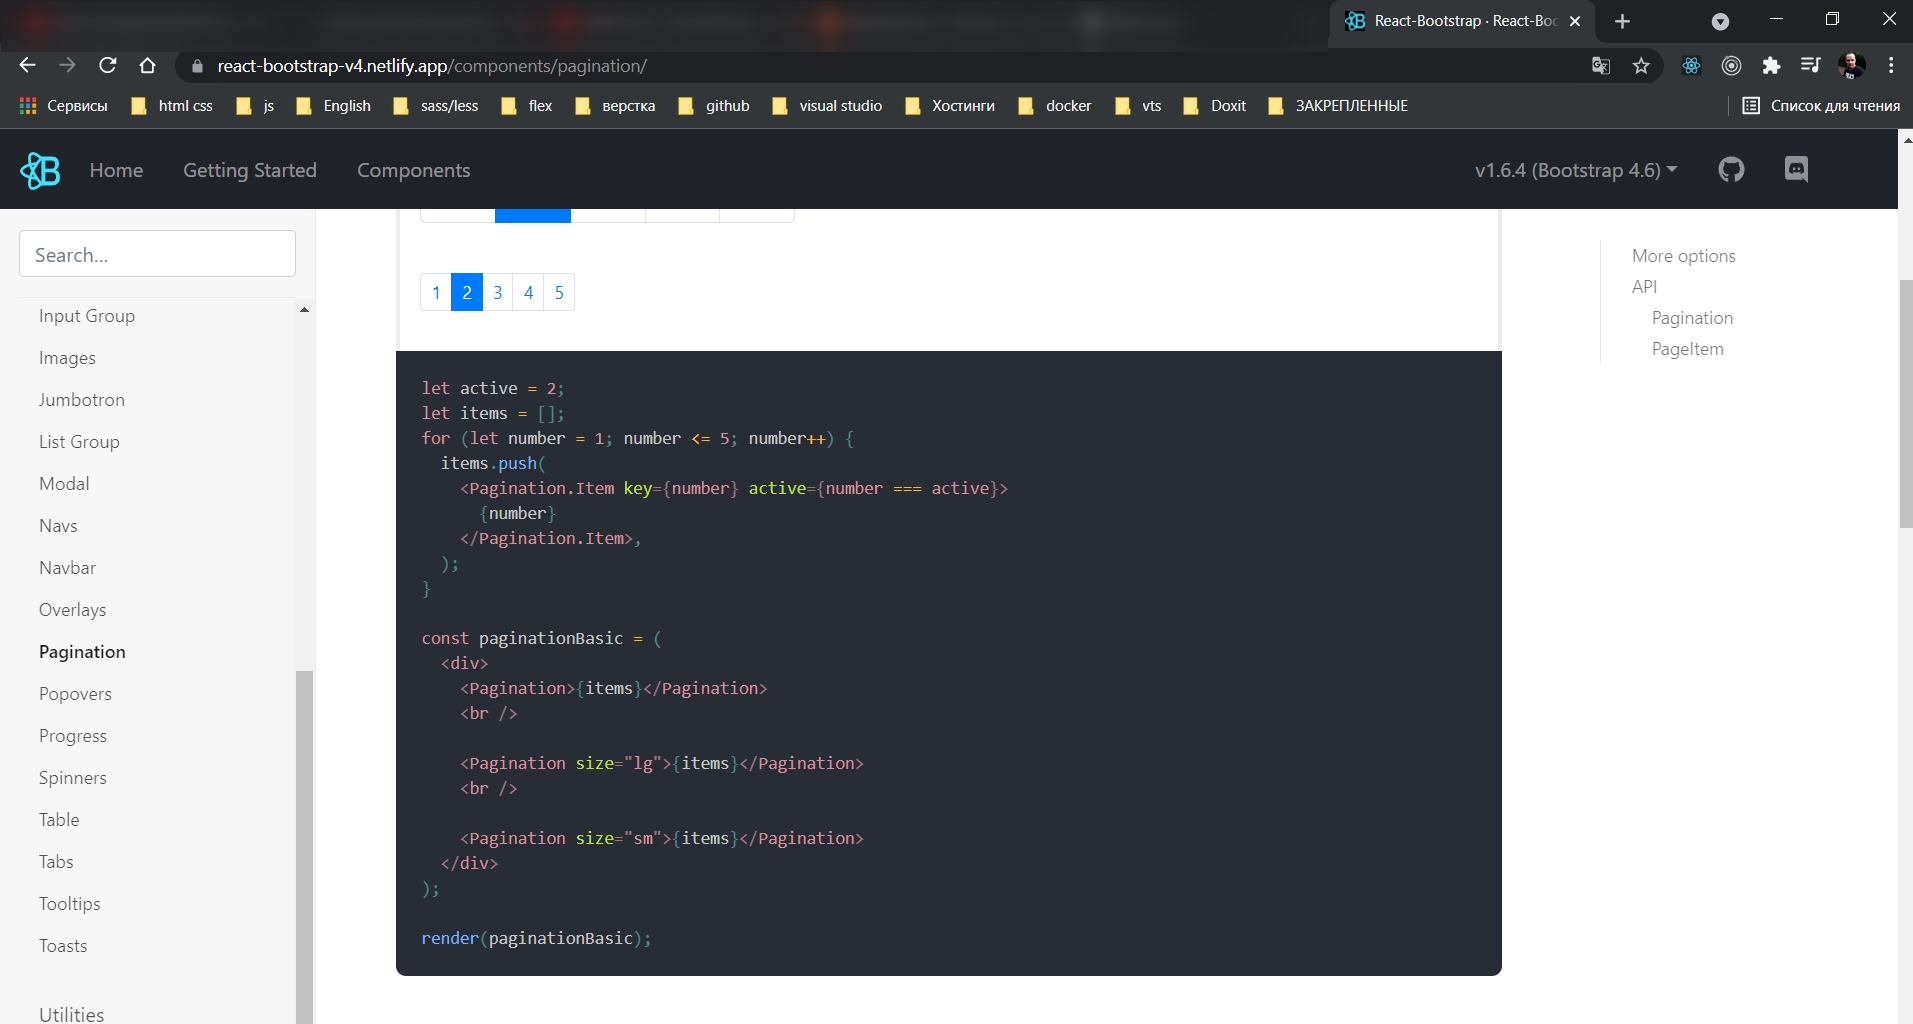 React-Bootstrap · React-Boo
react-bootstrap-v4.netlify.app/components/pagination/
Сервисы html css js English sass/less flex верстка github visual studio Хостинги docker vts Doxit ЗАКРЕПЛЕННЫЕ Список для чтения
Home Getting Started Components v1.6.4 (Bootstrap 4.6)
Search...
Input Group
Images
Jumbotron
List Group
Modal
Navs
Navbar
Overlays
Pagination
Popovers
Progress
Spinners
Table
Tabs
Tooltips
Toasts
Utilities
1 2 3 4 5
let active = 2;
let items = [];
for (let number = 1; number <= 5; number++) {
  items.push(
    <Pagination.Item key={number} active={number === active}>
      {number}
    </Pagination.Item>,
  );
}
const paginationBasic = (
  <div>
    <Pagination>{items}</Pagination>
    <br />
    <Pagination size="lg">{items}</Pagination>
    <br />
    <Pagination size="sm">{items}</Pagination>
  </div>
);
render(paginationBasic);
More options
API
Pagination
PageItem